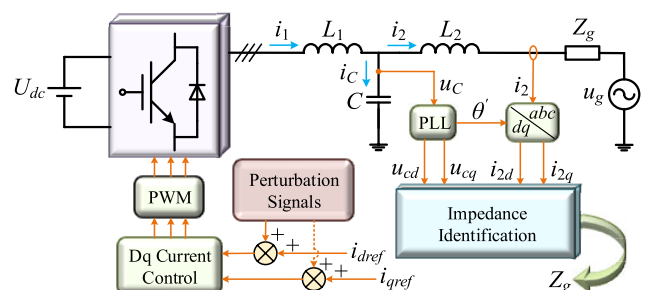 i1 L1 i2 L2 Zg
Udc iC C uC i2 ug
PLL θ′ abc
dq
ucd ucq i2d i2q
PWM Perturbation
Signals
Impedance
Identification
Dq Current
Control
+ + idref
+ + iqref
Zg